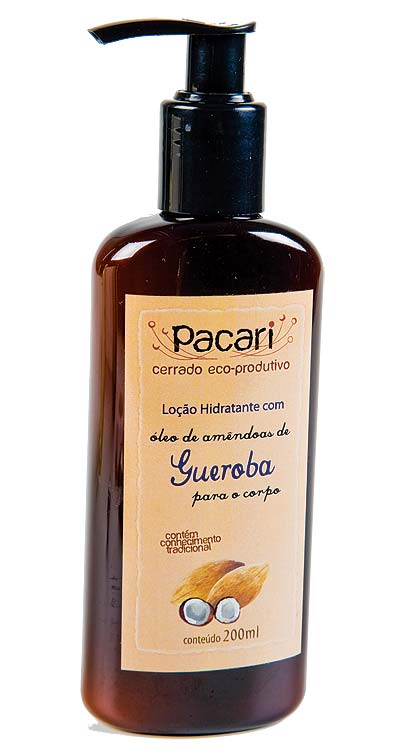 Pacari
cerrado eco-produtivo
Loção Hidratante com
óleo de amêndoas de
Gueroba
para o corpo
contém
conhecimento
tradicional
conteúdo 200ml